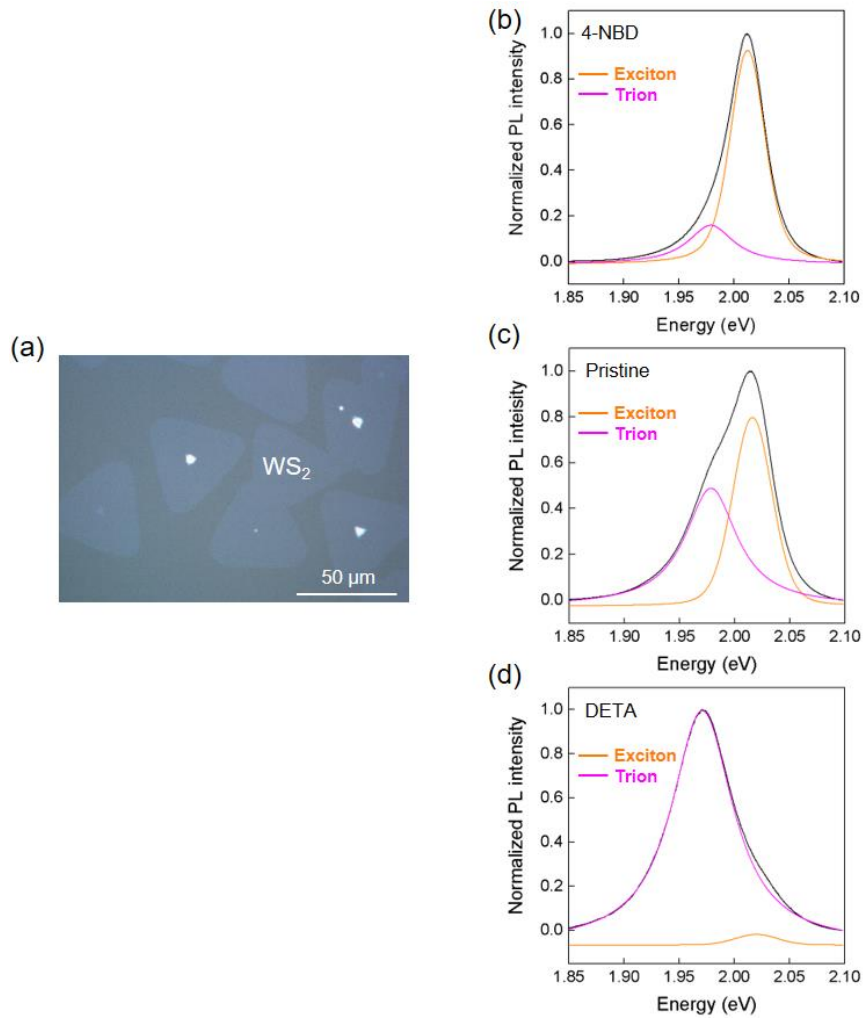 (a)
WS₂
50 μm
(b)
4-NBD
Exciton
Trion
Normalized PL intensity
1.0
0.8
0.6
0.4
0.2
0.0
1.85 1.90 1.95 2.00 2.05 2.10
Energy (eV)
(c)
Pristine
Exciton
Trion
Normalized PL inteisity
1.0
0.8
0.6
0.4
0.2
0.0
1.85 1.90 1.95 2.00 2.05 2.10
Energy (eV)
(d)
DETA
Exciton
Trion
Normalized PL intensity
1.0
0.8
0.6
0.4
0.2
0.0
1.85 1.90 1.95 2.00 2.05 2.10
Energy (eV)